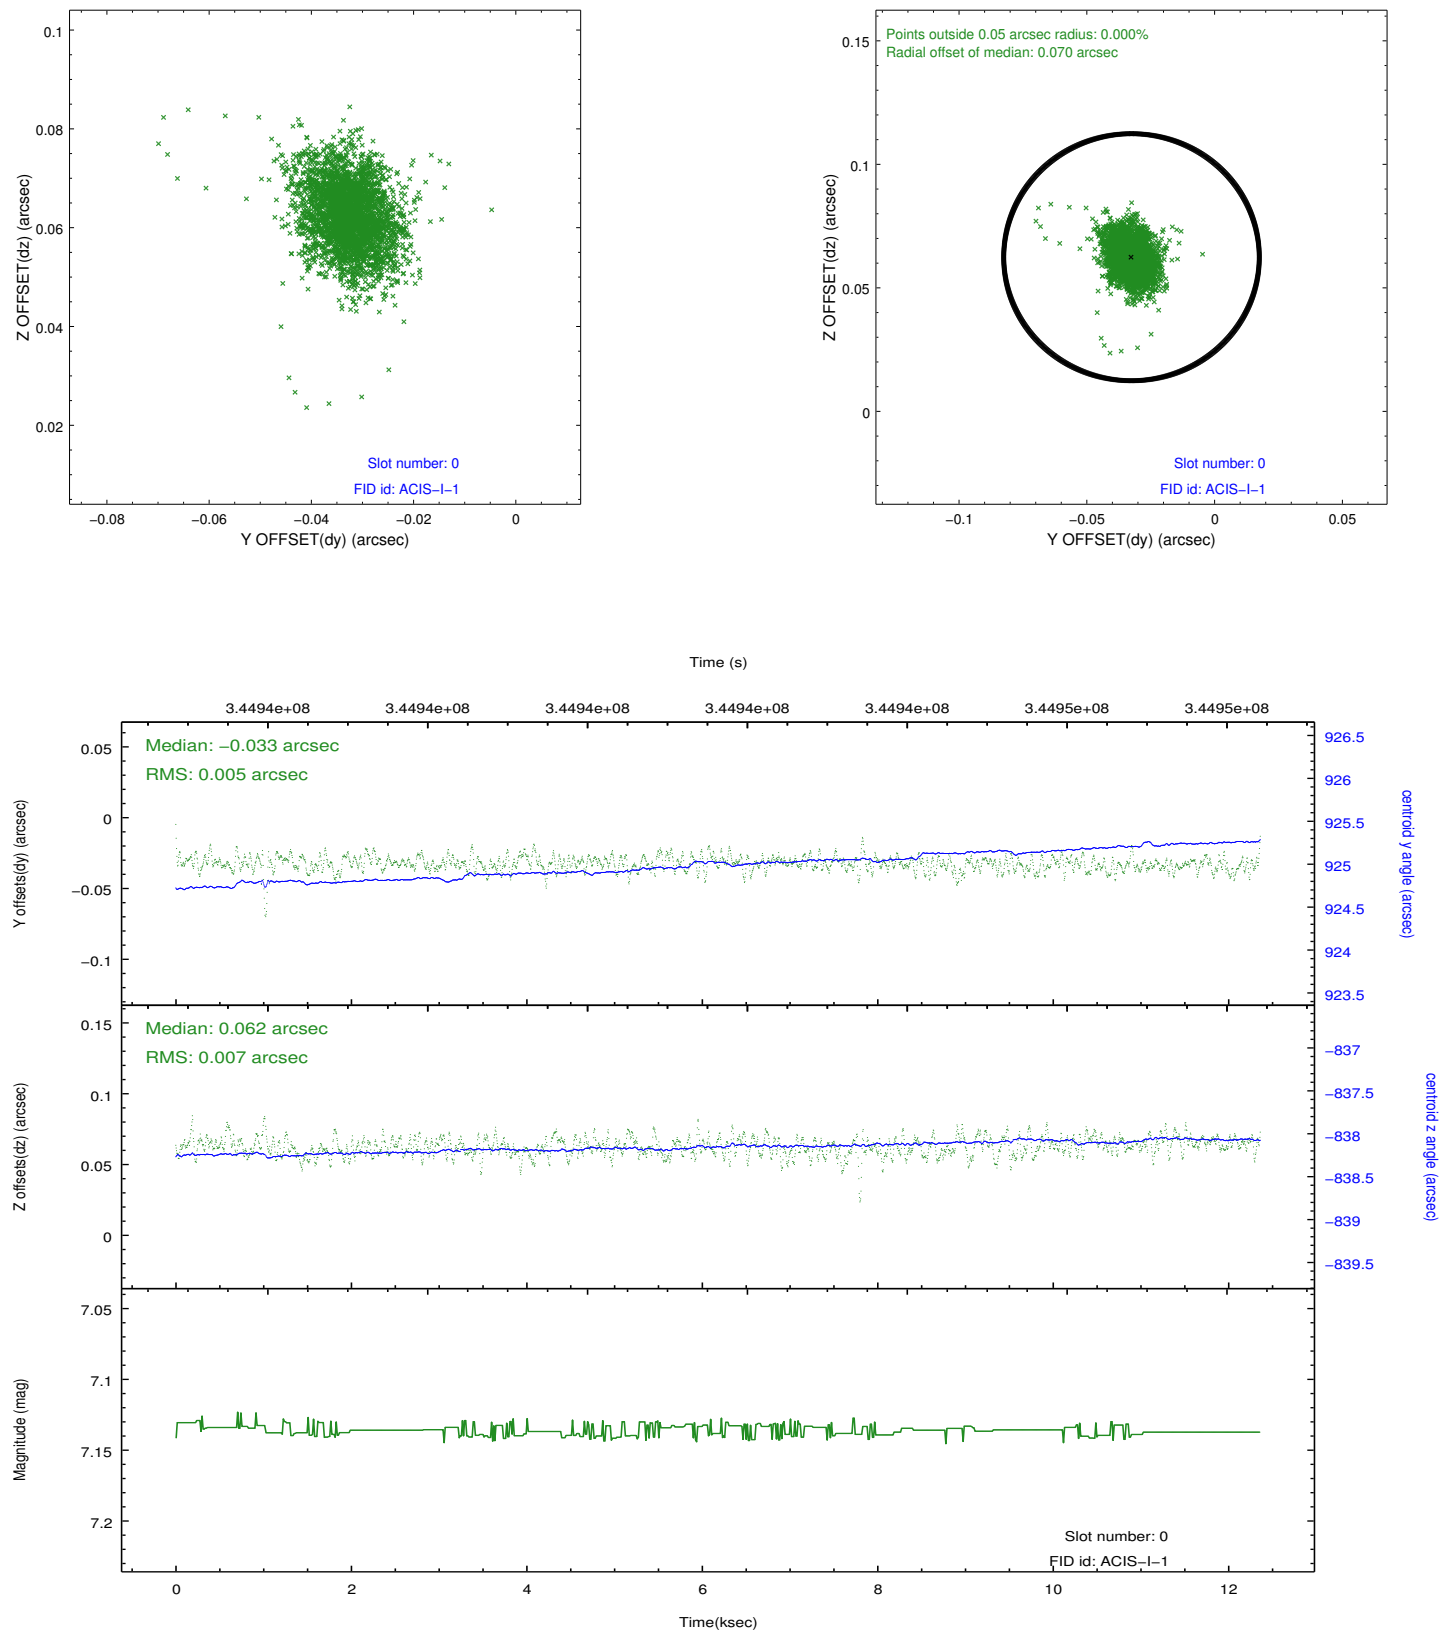 0.1
0.08
0.06
0.04
0.02
Z OFFSET(dz) (arcsec)
Slot number: 0
FID id: ACIS−I−1
−0.08 −0.06 −0.04 −0.02 0
Y OFFSET(dy) (arcsec)
Points outside 0.05 arcsec radius: 0.000%
Radial offset of median: 0.070 arcsec
0.15
0.1
0.05
0
Z OFFSET(dz) (arcsec)
Slot number: 0
FID id: ACIS−I−1
−0.1 −0.05 0 0.05
Y OFFSET(dy) (arcsec)
Time (s)
3.4494e+08 3.4494e+08 3.4494e+08 3.4494e+08 3.4494e+08 3.4495e+08 3.4495e+08
Median: −0.033 arcsec
RMS: 0.005 arcsec
0.05
0
−0.05
−0.1
Y offsets(dy) (arcsec)
926.5
926
925.5
925
924.5
924
923.5
centroid y angle (arcsec)
Median: 0.062 arcsec
RMS: 0.007 arcsec
0.15
0.1
0.05
0
Z offsets(dz) (arcsec)
−837
−837.5
−838
−838.5
−839
−839.5
centroid z angle (arcsec)
7.05
7.1
7.15
7.2
Magnitude (mag)
Slot number: 0
FID id: ACIS−I−1
0 2 4 6 8 10 12
Time(ksec)